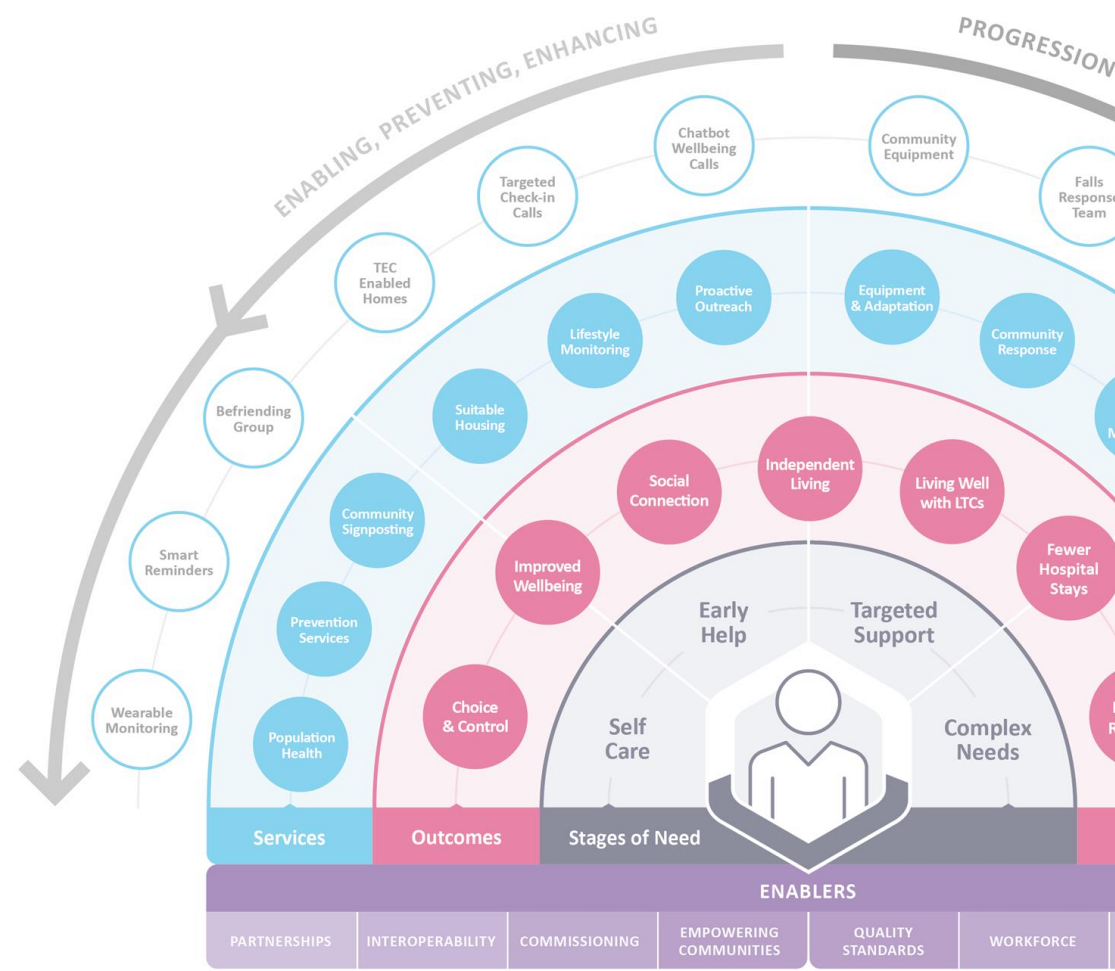 ENABLING, PREVENTING, ENHANCING
PROGRESSION
Chatbot
Wellbeing
Calls
Community
Equipment
Targeted
Check-in
Calls
Falls
Response
Team
TEC
Enabled
Homes
Befriending
Group
Smart
Reminders
Wearable
Monitoring
Proactive
Outreach
Equipment
& Adaptation
Lifestyle
Monitoring
Community
Response
Suitable
Housing
Community
Signposting
Prevention
Services
Population
Health
Independent
Living
Social
Connection
Living Well
with LTCs
Improved
Wellbeing
Fewer
Hospital
Stays
Choice
& Control
Early
Help
Targeted
Support
Self
Care
Complex
Needs
Services
Outcomes
Stages of Need
ENABLERS
PARTNERSHIPS
INTEROPERABILITY
COMMISSIONING
EMPOWERING
COMMUNITIES
QUALITY
STANDARDS
WORKFORCE